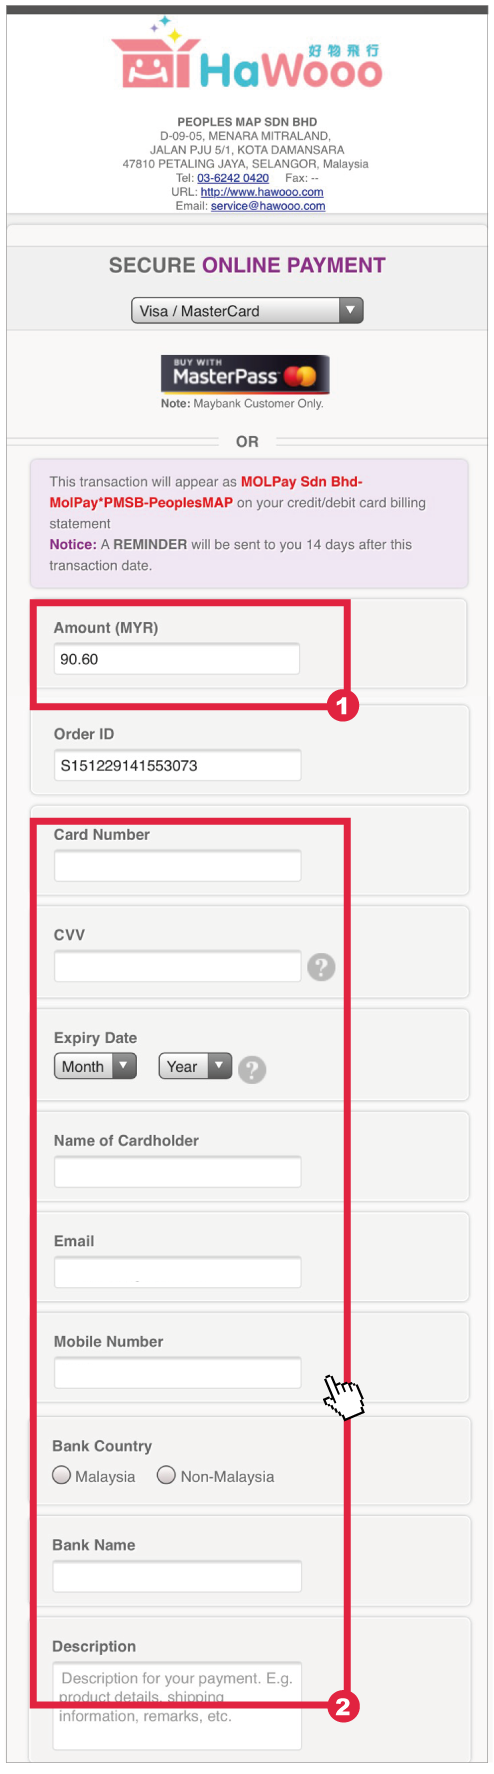 好物飛行
HaWooo
PEOPLES MAP SDN BHD
D-09-05, MENARA MITRALAND,
JALAN PJU 5/1, KOTA DAMANSARA
47810 PETALING JAYA, SELANGOR, Malaysia
Tel: 03-6242 0420 Fax: --
URL: http://www.hawooo.com
Email: service@hawooo.com
SECURE ONLINE PAYMENT
Visa / MasterCard
BUY WITH
MasterPass
Note: Maybank Customer Only.
OR
This transaction will appear as MOLPay Sdn Bhd-
MolPay*PMSB-PeoplesMAP on your credit/debit card billing
statement
Notice: A REMINDER will be sent to you 14 days after this
transaction date.
Amount (MYR)
90.60
1
Order ID
S151229141553073
Card Number
CVV
?
Expiry Date
Month Year ?
Name of Cardholder
Email
Mobile Number
Bank Country
Malaysia Non-Malaysia
Bank Name
Description
Description for your payment. E.g.
product details, shipping
information, remarks, etc.
2